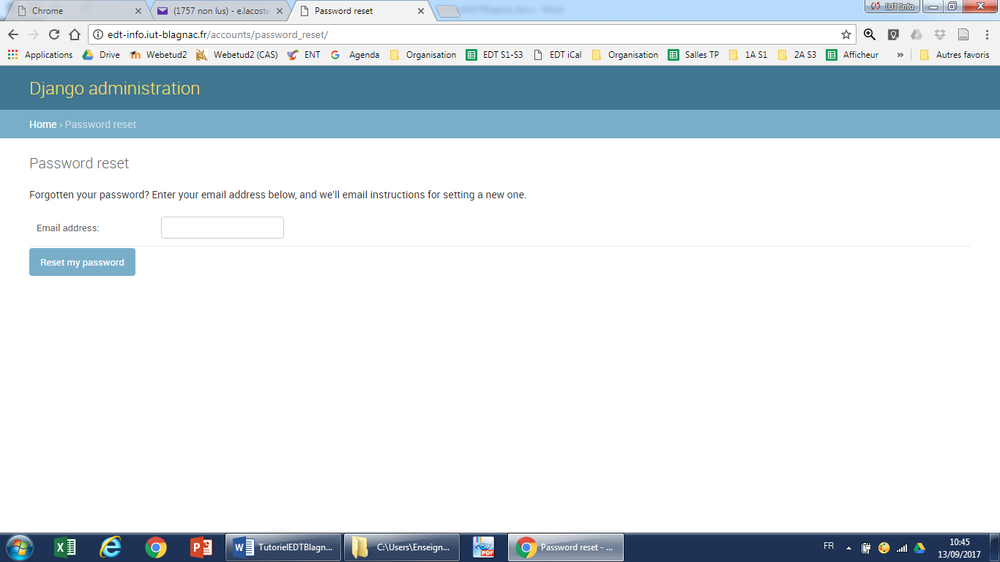 Chrome
(1757 non lus) - e.lacoste
Password reset
IUT Info
edt-info.iut-blagnac.fr/accounts/password_reset/
Applications Drive Webetud2 Webetud2 (CAS) ENT Agenda Organisation EDT S1-S3 EDT iCal Organisation Salles TP 1A S1 2A S3 Afficheur » Autres favoris
Django administration
Home › Password reset
Password reset
Forgotten your password? Enter your email address below, and we'll email instructions for setting a new one.
Email address:
Reset my password
TutorielEDTBlagn...
C:\Users\Enseign...
PDF
Password reset - ...
FR
10:45
13/09/2017